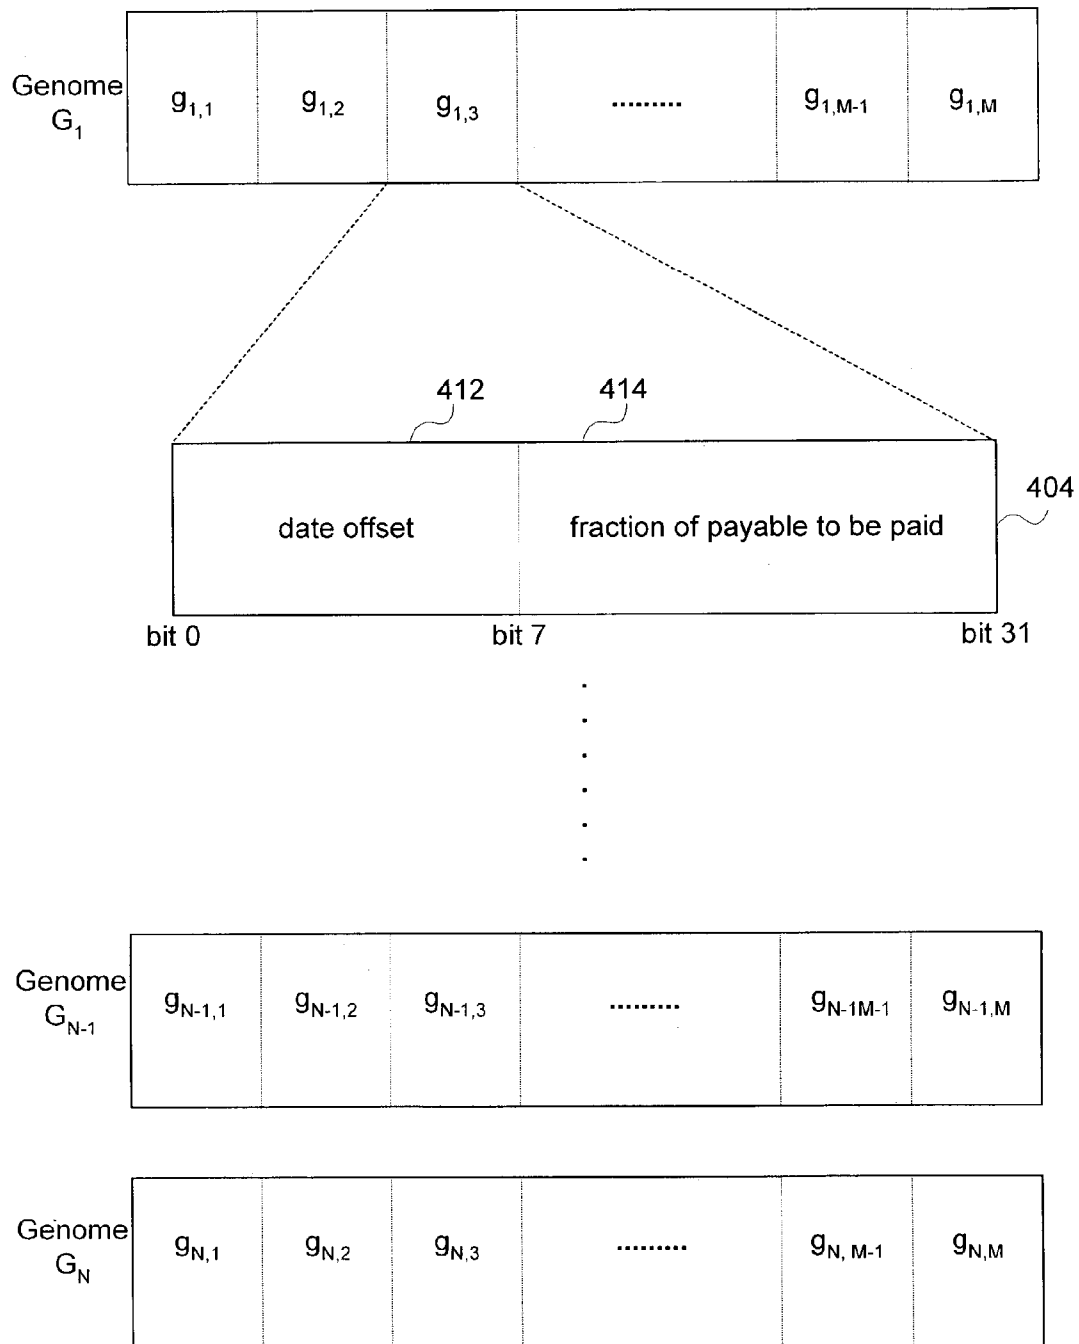 Genome
G1
g1,1 g1,2 g1,3 ......... g1,M-1 g1,M
412 414
404
date offset fraction of payable to be paid
bit 0 bit 7 bit 31
Genome
GN-1
gN-1,1 gN-1,2 gN-1,3 ......... gN-1M-1 gN-1,M
Genome
GN
gN,1 gN,2 gN,3 ......... gN, M-1 gN,M